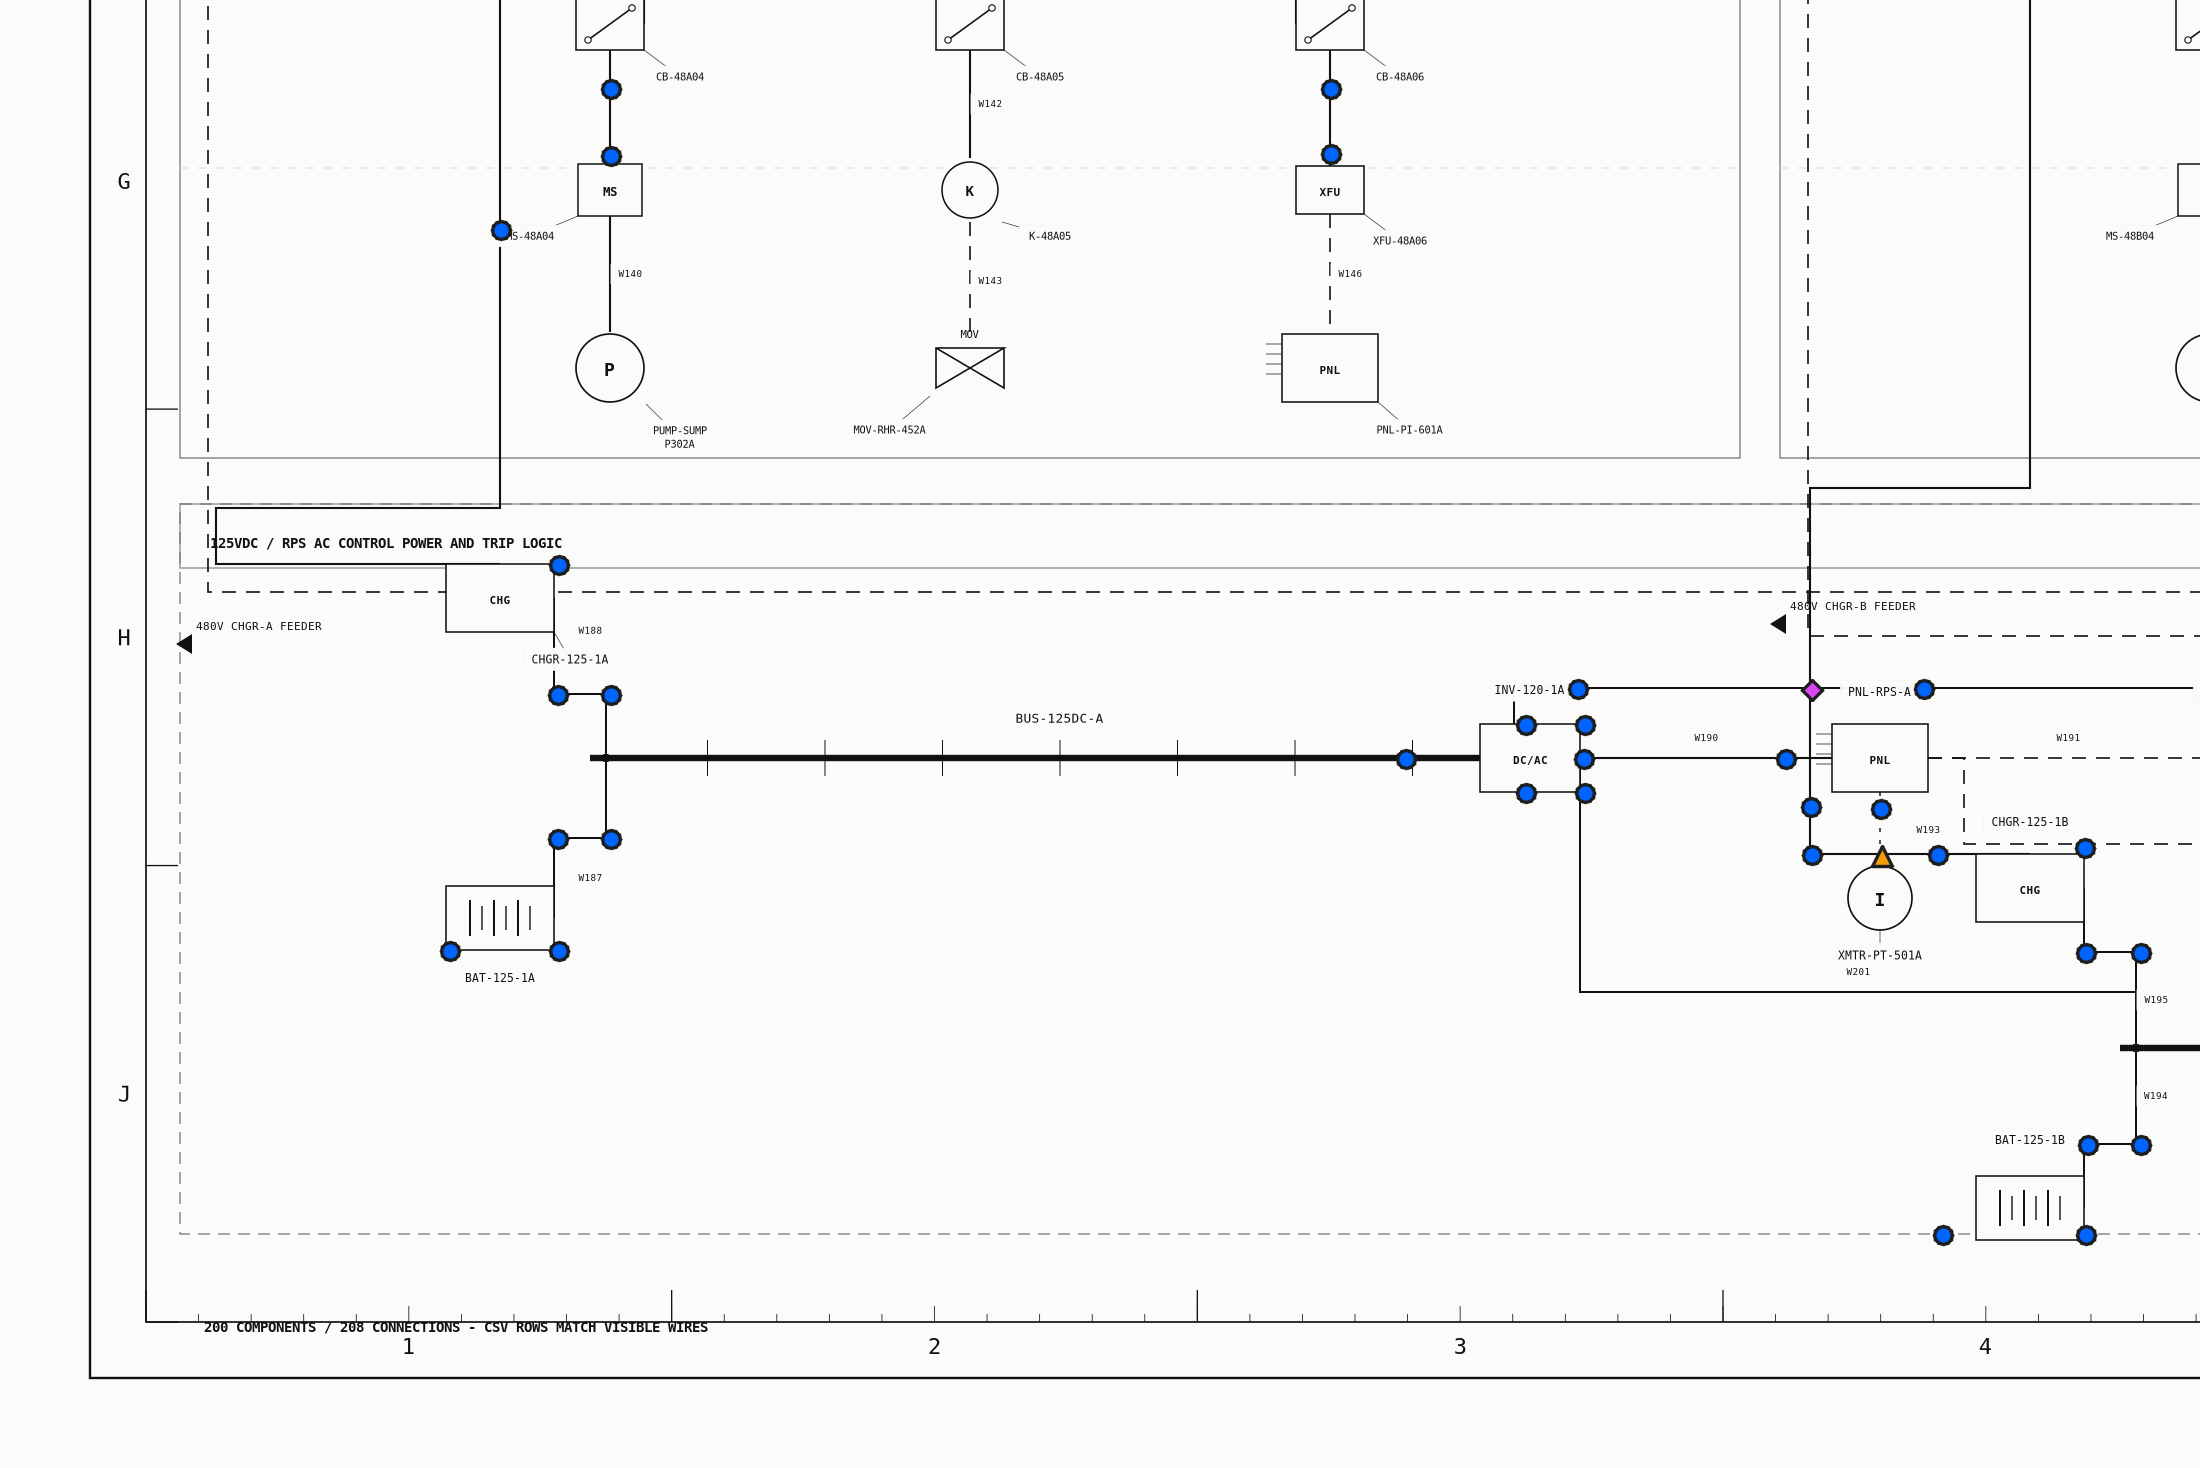 CB-48A04
CB-48A05
CB-48A06
W142
G
MS
K
XFU
S-48A04
K-48A05
XFU-48A06
MS-48B04
W140
W143
W146
MOV
P
PNL
PUMP-SUMP
P302A
MOV-RHR-452A
PNL-PI-601A
125VDC / RPS AC CONTROL POWER AND TRIP LOGIC
CHG
480V CHGR-A FEEDER
W188
480V CHGR-B FEEDER
H
CHGR-125-1A
INV-120-1A
PNL-RPS-A
BUS-125DC-A
W190
W191
DC/AC
PNL
CHGR-125-1B
W193
W187
I
CHG
BAT-125-1A
XMTR-PT-501A
W201
W195
J
W194
BAT-125-1B
200 COMPONENTS / 208 CONNECTIONS - CSV ROWS MATCH VISIBLE WIRES
1
2
3
4